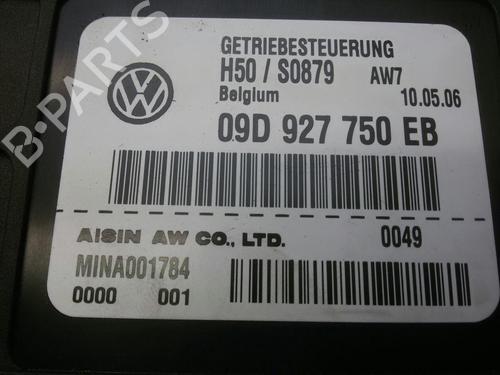 B-PARTS
GETRIEBESTEUERUNG
H50 / S0879 AW7
Belgium 10.05.06
09D 927 750 EB
AISIN AW CO., LTD. 0049
MINA001784
0000 001